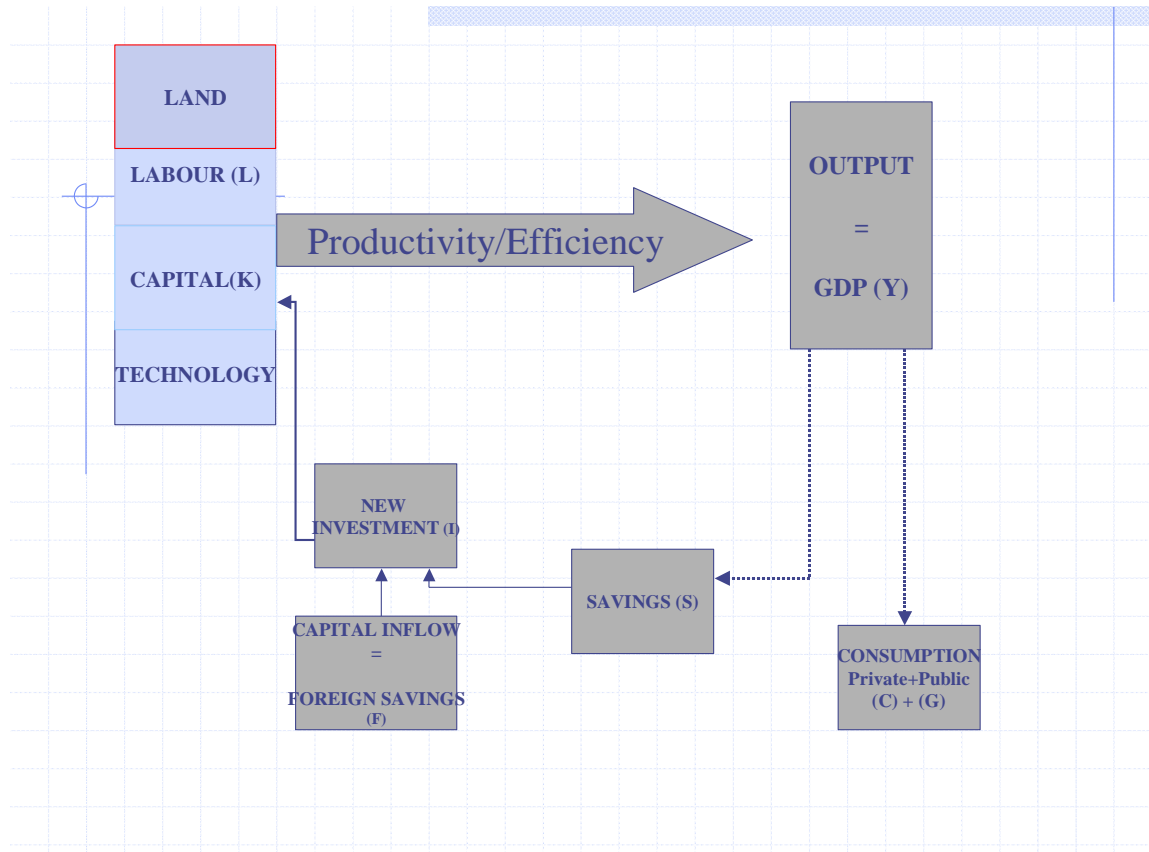 LAND
LABOUR (L)
CAPITAL(K)
TECHNOLOGY
Productivity/Efficiency
OUTPUT
=
GDP (Y)
NEW
INVESTMENT (I)
CAPITAL INFLOW
=
FOREIGN SAVINGS
(F)
SAVINGS (S)
CONSUMPTION
Private+Public
(C) + (G)